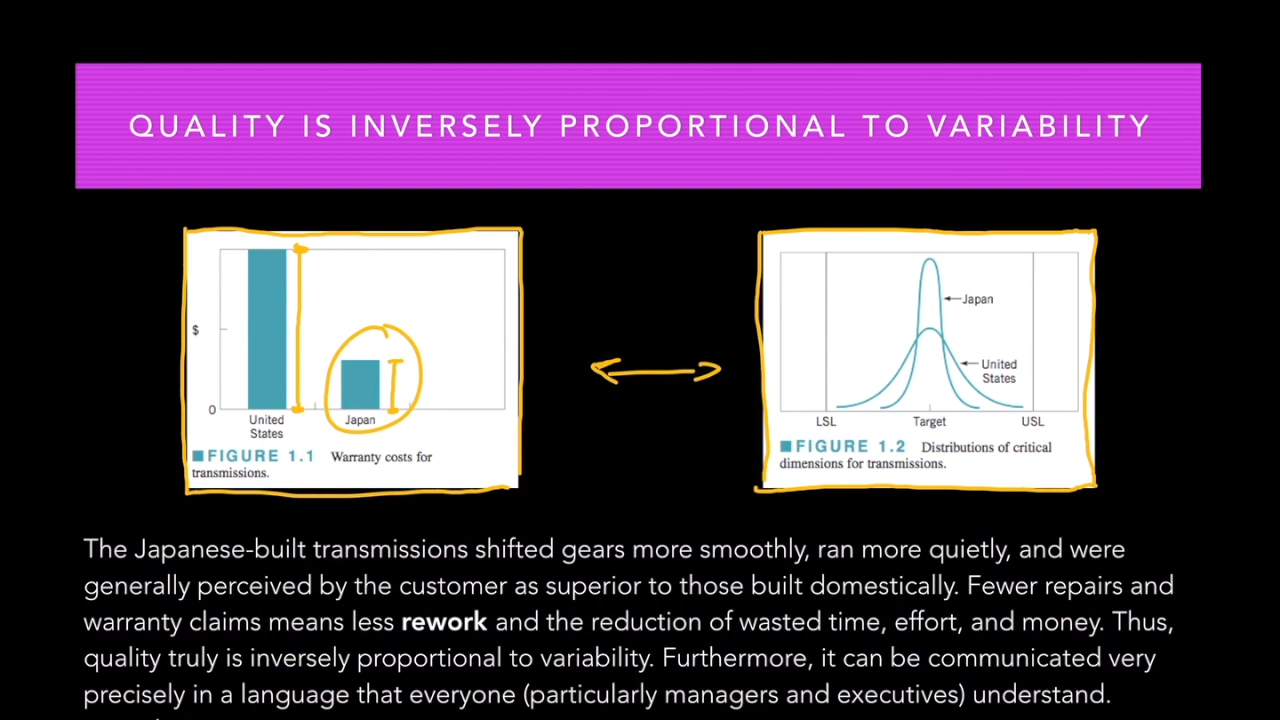 QUALITY IS INVERSELY PROPORTIONAL TO VARIABILITY
$
0
United
States
Japan
■FIGURE 1.1 Warranty costs for
transmissions.
Japan
United
States
LSL
Target
USL
■FIGURE 1.2 Distributions of critical
dimensions for transmissions.
The Japanese-built transmissions shifted gears more smoothly, ran more quietly, and were
generally perceived by the customer as superior to those built domestically. Fewer repairs and
warranty claims means less rework and the reduction of wasted time, effort, and money. Thus,
quality truly is inversely proportional to variability. Furthermore, it can be communicated very
precisely in a language that everyone (particularly managers and executives) understand.